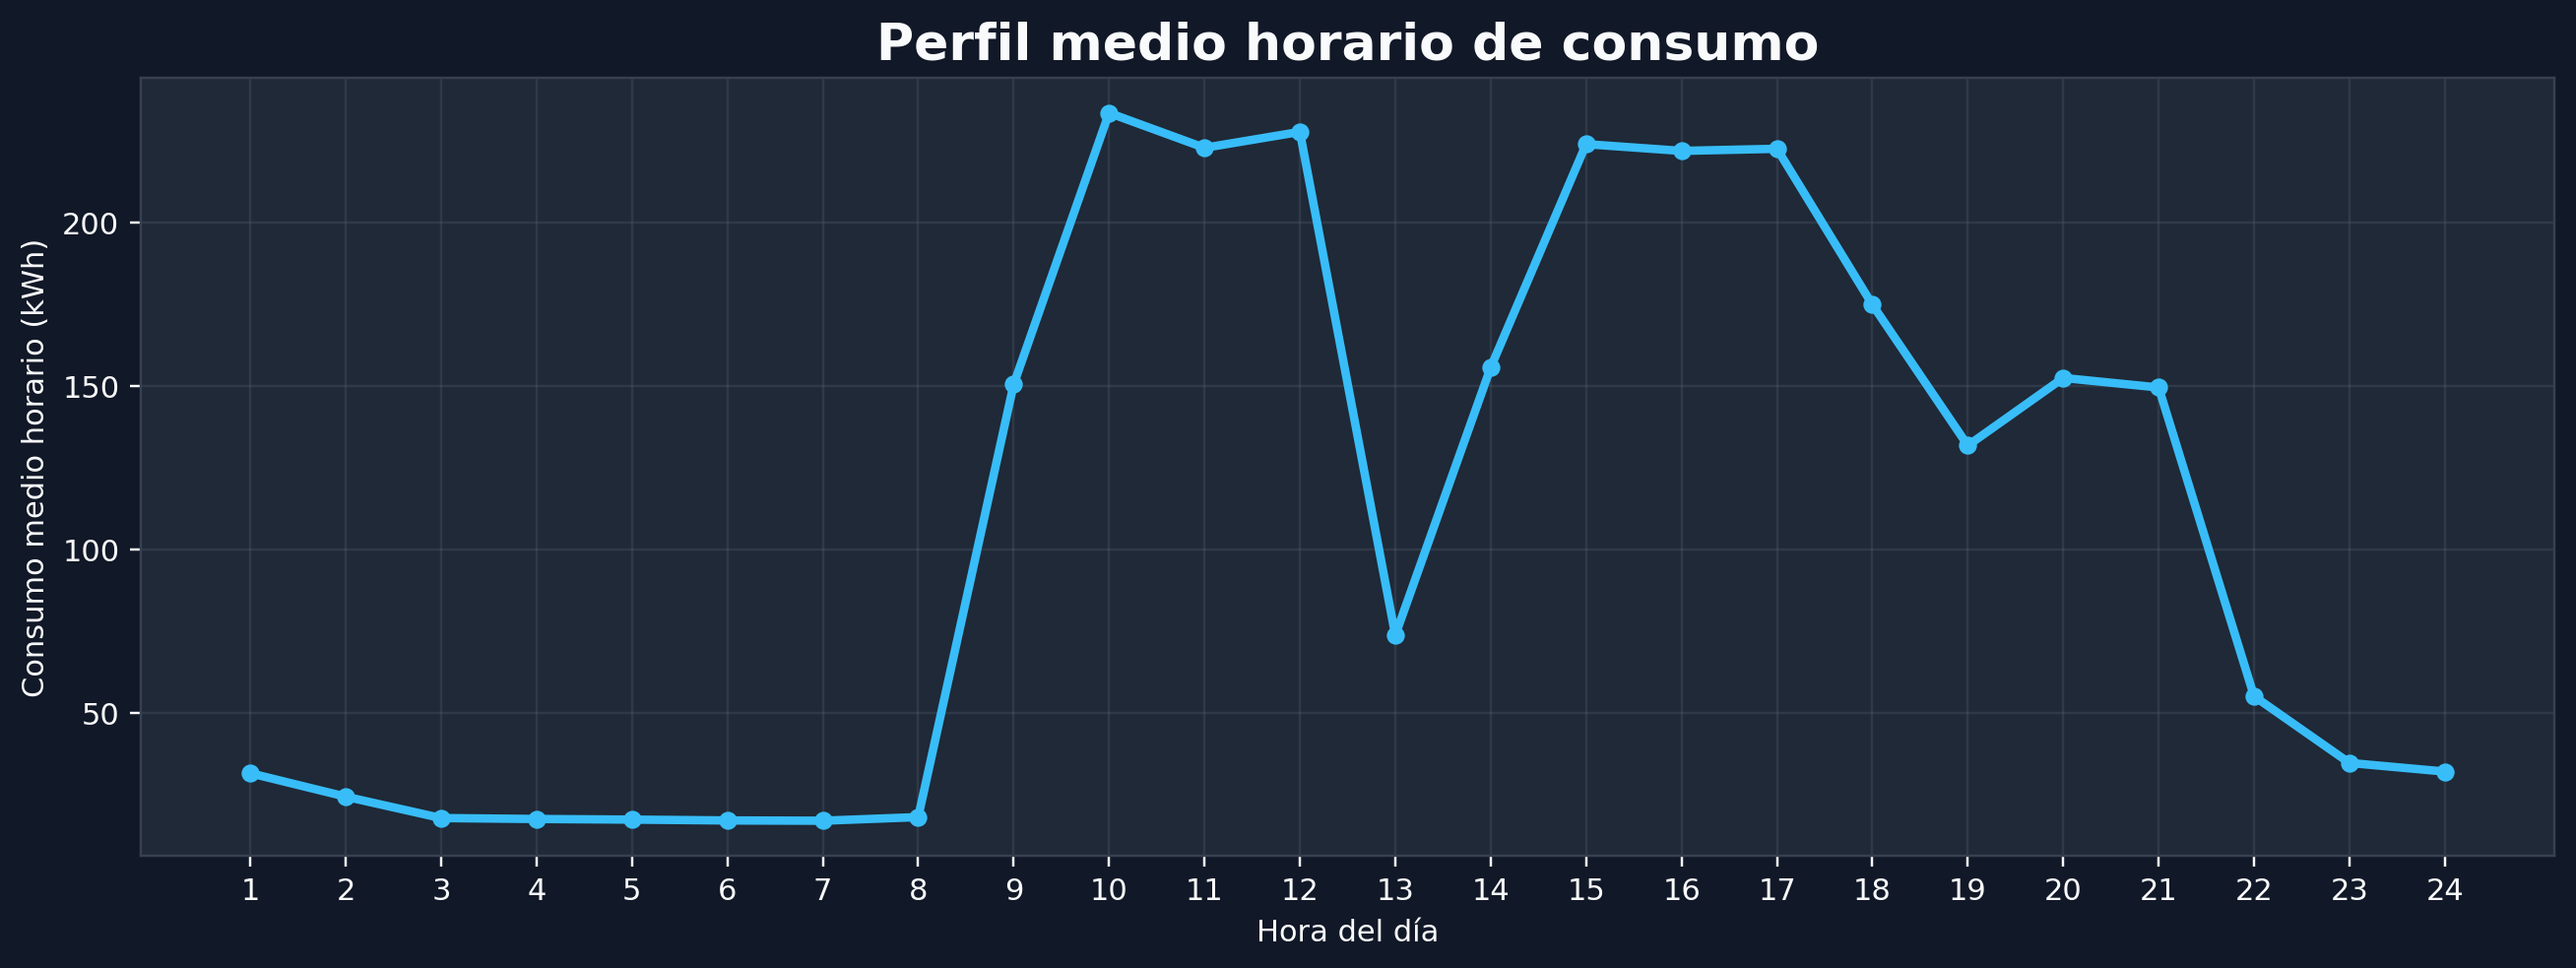 Perfil medio horario de consumo
Consumo medio horario (kWh)
200
150
100
50
1 2 3 4 5 6 7 8 9 10 11 12 13 14 15 16 17 18 19 20 21 22 23 24
Hora del día